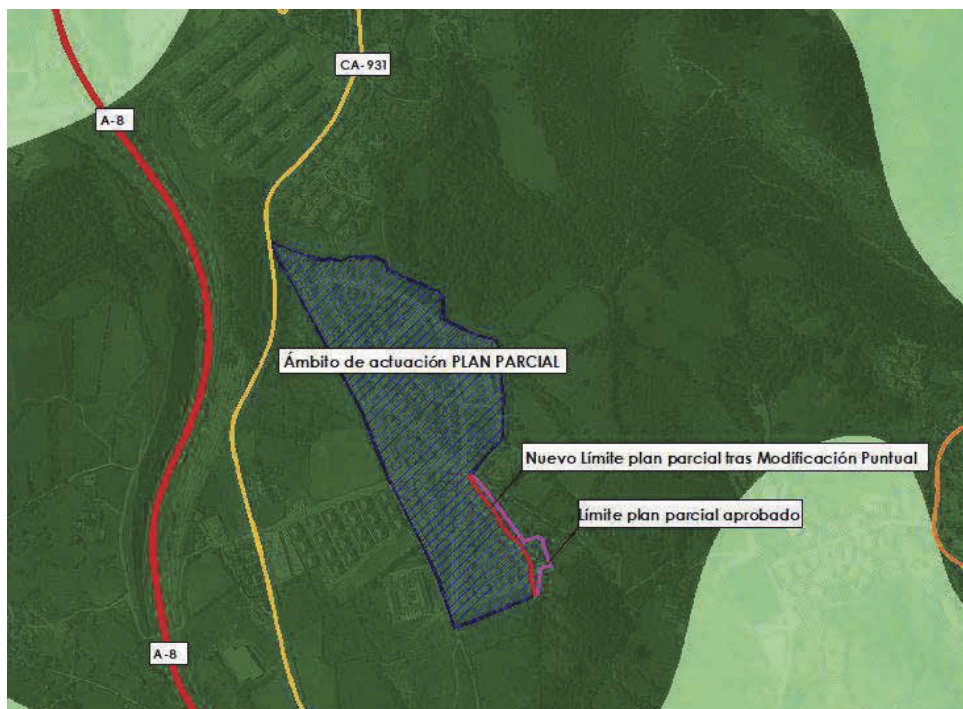 CA-931
A-8
Ámbito de actuación PLAN PARCIAL
Nuevo Límite plan parcial tras Modificación Puntual
Límite plan parcial aprobado
A-8